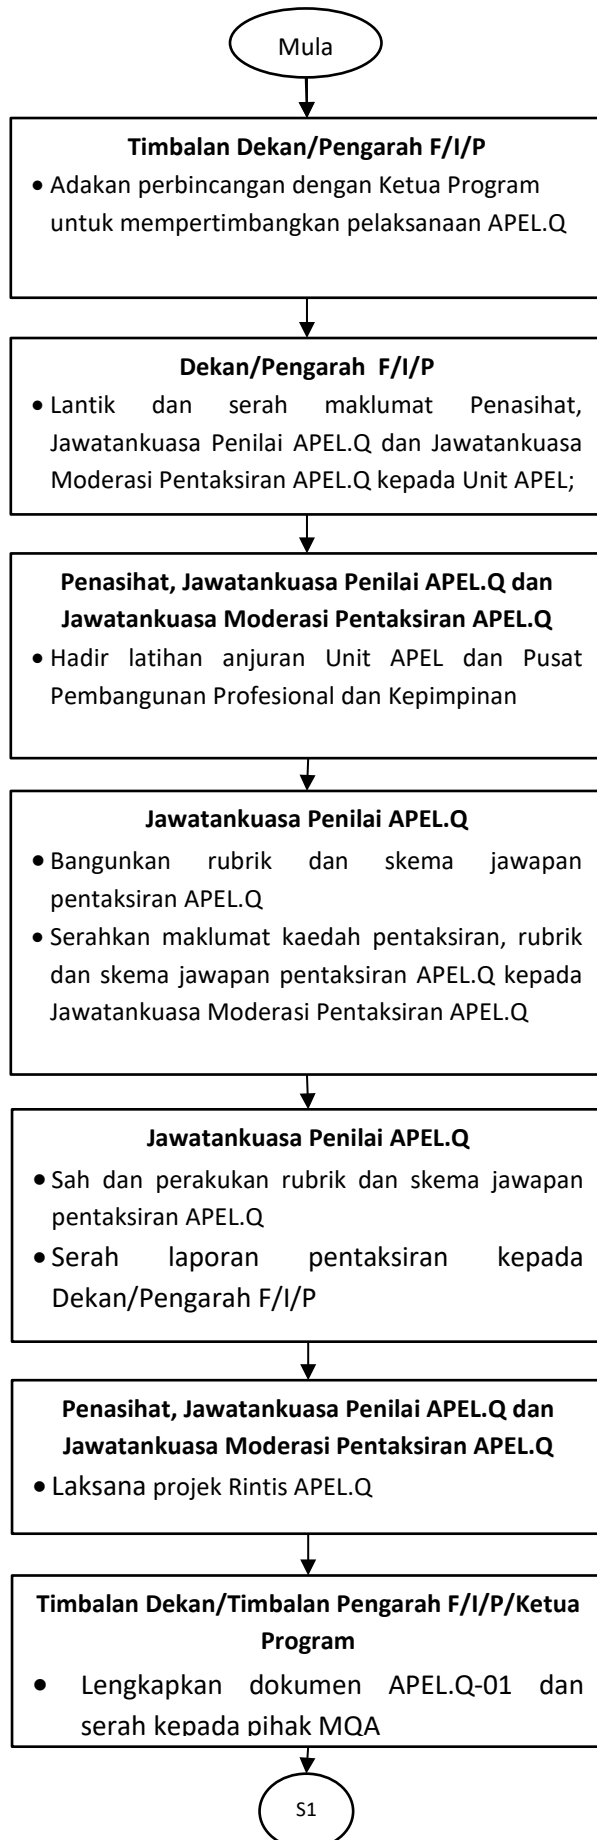 Mula
Timbalan Dekan/Pengarah F/I/P
• Adakan perbincangan dengan Ketua Program
untuk mempertimbangkan pelaksanaan APEL.Q
Dekan/Pengarah F/I/P
• Lantik dan serah maklumat Penasihat,
Jawatankuasa Penilai APEL.Q dan Jawatankuasa
Moderasi Pentaksiran APEL.Q kepada Unit APEL;
Penasihat, Jawatankuasa Penilai APEL.Q dan
Jawatankuasa Moderasi Pentaksiran APEL.Q
• Hadir latihan anjuran Unit APEL dan Pusat
Pembangunan Profesional dan Kepimpinan
Jawatankuasa Penilai APEL.Q
• Bangunkan rubrik dan skema jawapan
pentaksiran APEL.Q
• Serahkan maklumat kaedah pentaksiran, rubrik
dan skema jawapan pentaksiran APEL.Q kepada
Jawatankuasa Moderasi Pentaksiran APEL.Q
Jawatankuasa Penilai APEL.Q
• Sah dan perakukan rubrik dan skema jawapan
pentaksiran APEL.Q
• Serah laporan pentaksiran kepada
Dekan/Pengarah F/I/P
Penasihat, Jawatankuasa Penilai APEL.Q dan
Jawatankuasa Moderasi Pentaksiran APEL.Q
• Laksana projek Rintis APEL.Q
Timbalan Dekan/Timbalan Pengarah F/I/P/Ketua
Program
• Lengkapkan dokumen APEL.Q-01 dan
serah kepada pihak MQA
S1